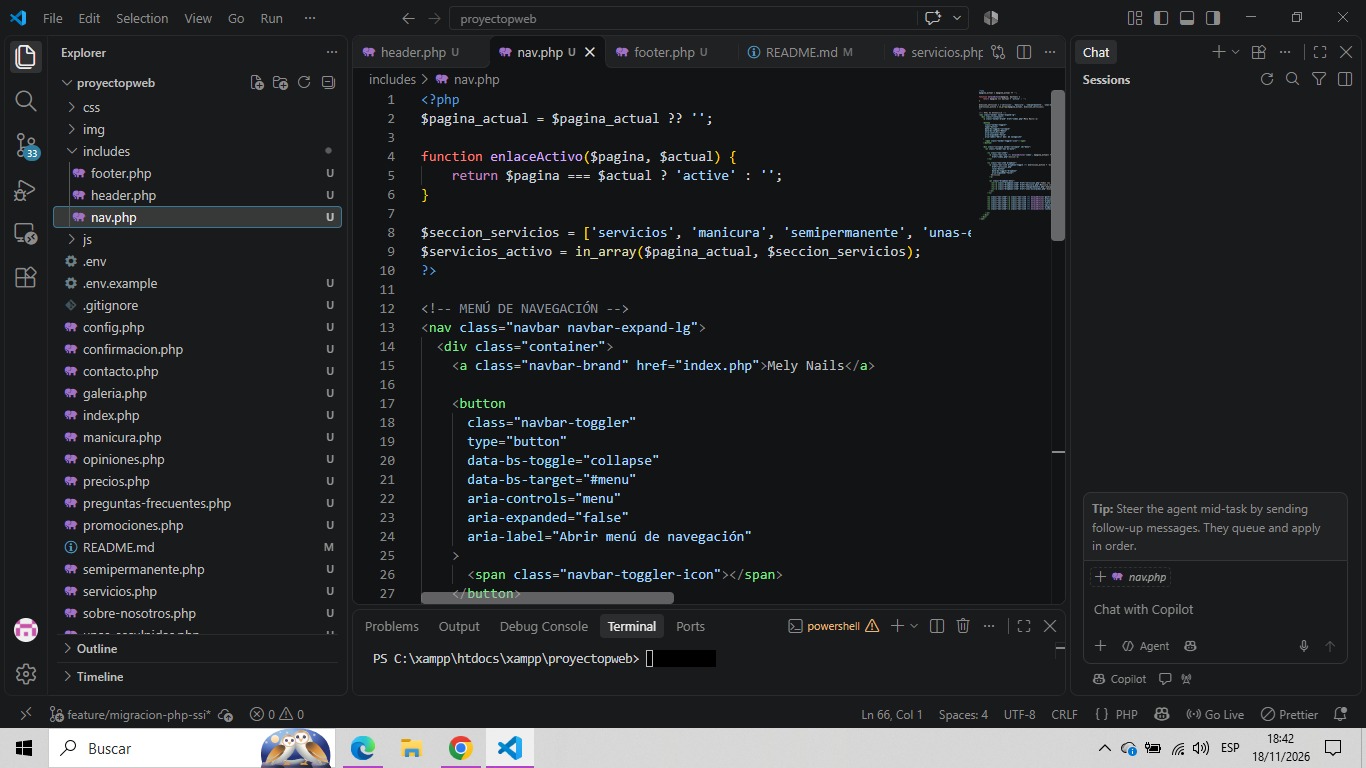 File Edit Selection View Go Run ···
proyectopweb
Explorer
proyectopweb
css
img
includes
footer.php U
header.php U
nav.php U
js
.env
.env.example U
.gitignore U
config.php U
confirmacion.php U
contacto.php U
galeria.php U
index.php U
manicura.php U
opiniones.php U
precios.php U
preguntas-frecuentes.php U
promociones.php U
README.md M
semipermanente.php U
servicios.php U
sobre-nosotros.php U
Outline
Timeline
33
header.php U nav.php U footer.php U README.md M servicios.php
includes > nav.php
1 <?php
2 $pagina_actual = $pagina_actual ?? '';
3
4 function enlaceActivo($pagina, $actual) {
5 return $pagina === $actual ? 'active' : '';
6 }
7
8 $seccion_servicios = ['servicios', 'manicura', 'semipermanente', 'unas-e
9 $servicios_activo = in_array($pagina_actual, $seccion_servicios);
10 ?>
11
12 <!-- MENÚ DE NAVEGACIÓN -->
13 <nav class="navbar navbar-expand-lg">
14 <div class="container">
15 <a class="navbar-brand" href="index.php">Mely Nails</a>
16
17 <button
18 class="navbar-toggler"
19 type="button"
20 data-bs-toggle="collapse"
21 data-bs-target="#menu"
22 aria-controls="menu"
23 aria-expanded="false"
24 aria-label="Abrir menú de navegación"
25 >
26 <span class="navbar-toggler-icon"></span>
27 </button>
Problems Output Debug Console Terminal Ports
powershell
PS C:\xampp\htdocs\xampp\proyectopweb>
Chat
Sessions
Tip: Steer the agent mid-task by sending
follow-up messages. They queue and apply
in order.
nav.php
Chat with Copilot
Agent
Copilot
feature/migracion-php-ssi* 0 0
Ln 66, Col 1 Spaces: 4 UTF-8 CRLF {} PHP Go Live Prettier
Buscar
ESP
18:42
18/11/2026